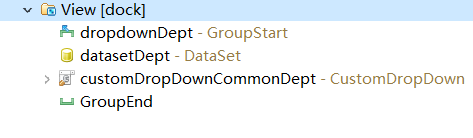 View [dock]
dropdownDept - GroupStart
datasetDept - DataSet
customDropDownCommonDept - CustomDropDown
GroupEnd